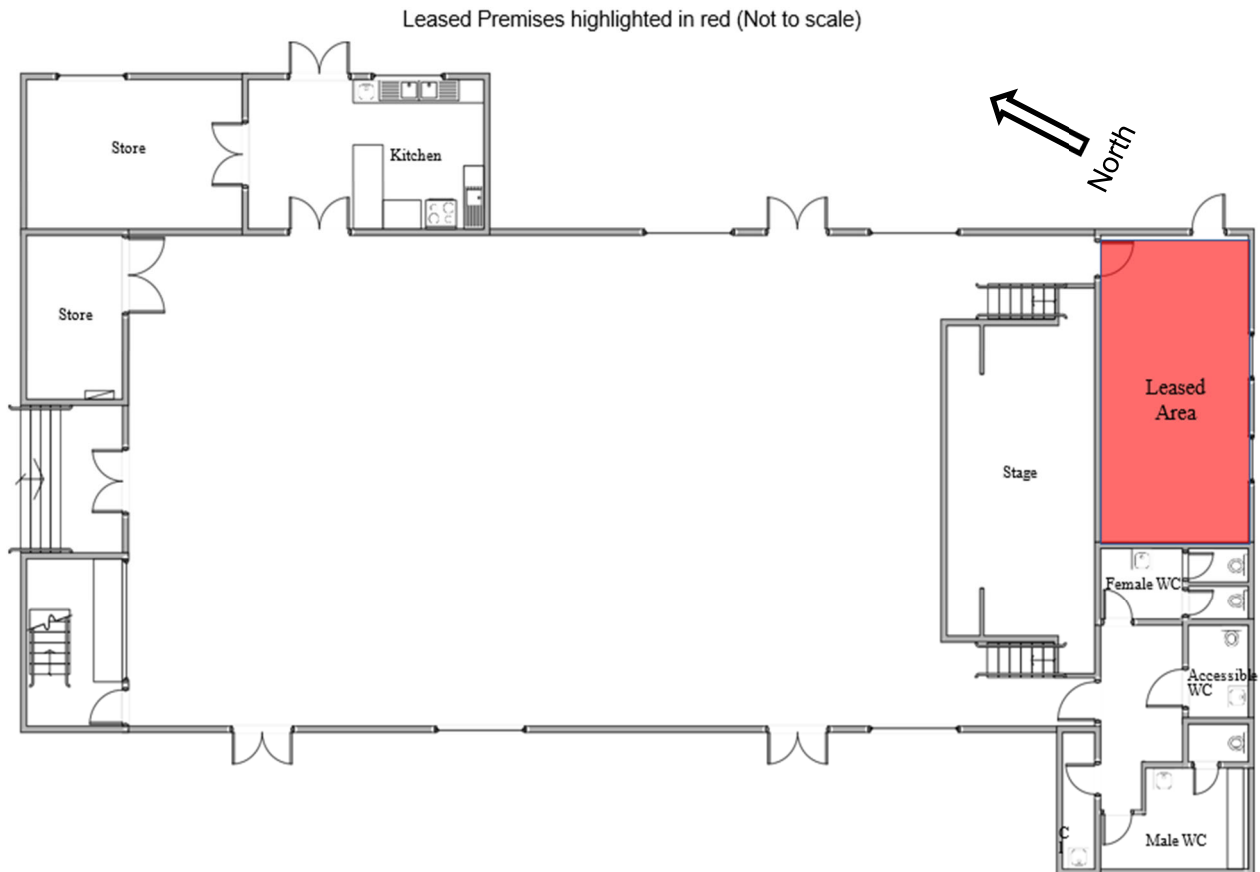 Leased Premises highlighted in red (Not to scale)
North
Store
Kitchen
Store
Leased
Area
Stage
Female WC
Accessible
WC
Cl
Male WC